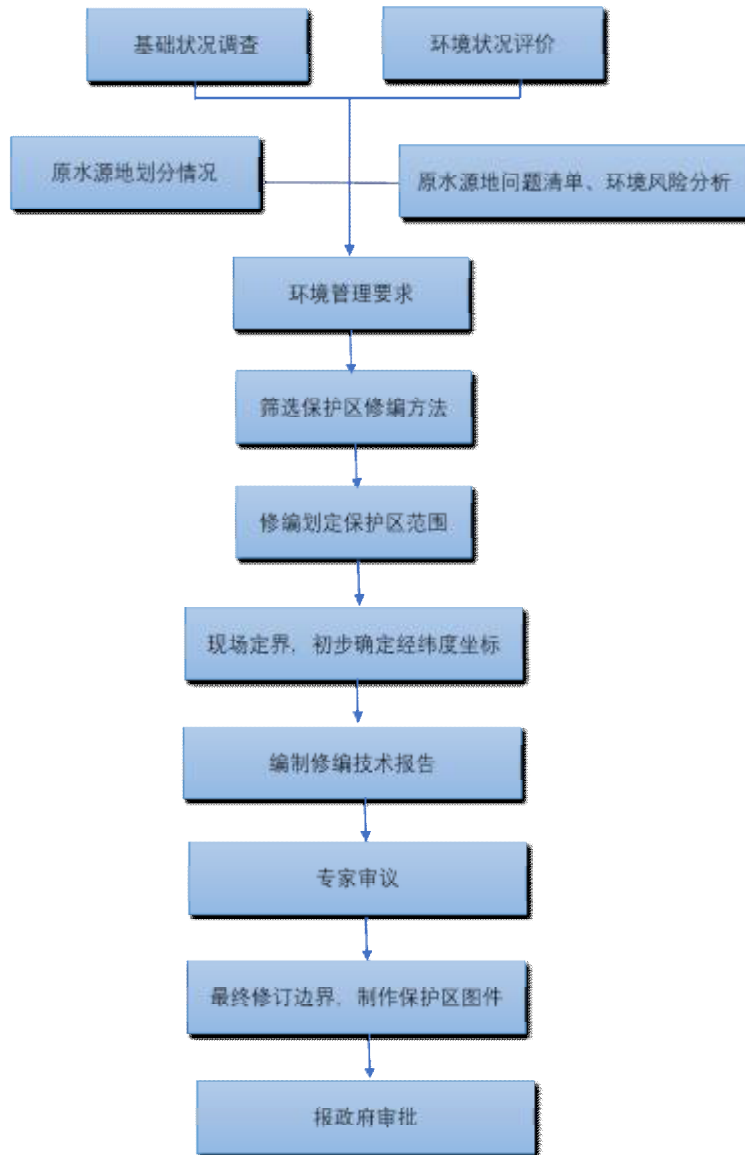 基础状况调查
环境状况评价
原水源地划分情况
原水源地问题清单、环境风险分析
环境管理要求
筛选保护区修编方法
修编划定保护区范围
现场定界，初步确定经纬度坐标
编制修编技术报告
专家审议
最终修订边界，制作保护区图件
报政府审批